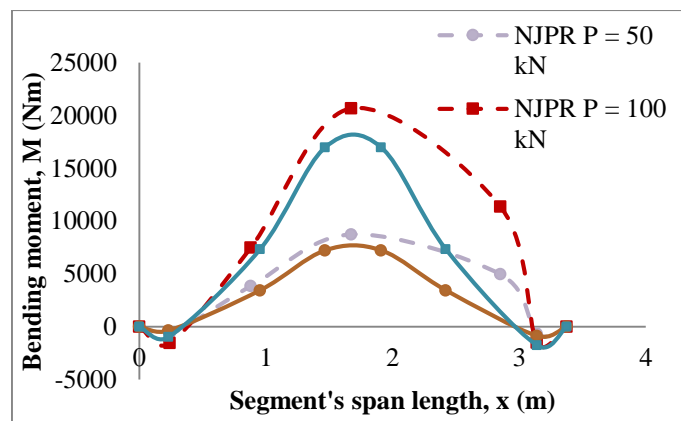 NJPR P = 50
kN
NJPR P = 100
kN
Bending moment, M (Nm)
25000
20000
15000
10000
5000
0
-5000
0 1 2 3 4
Segment's span length, x (m)